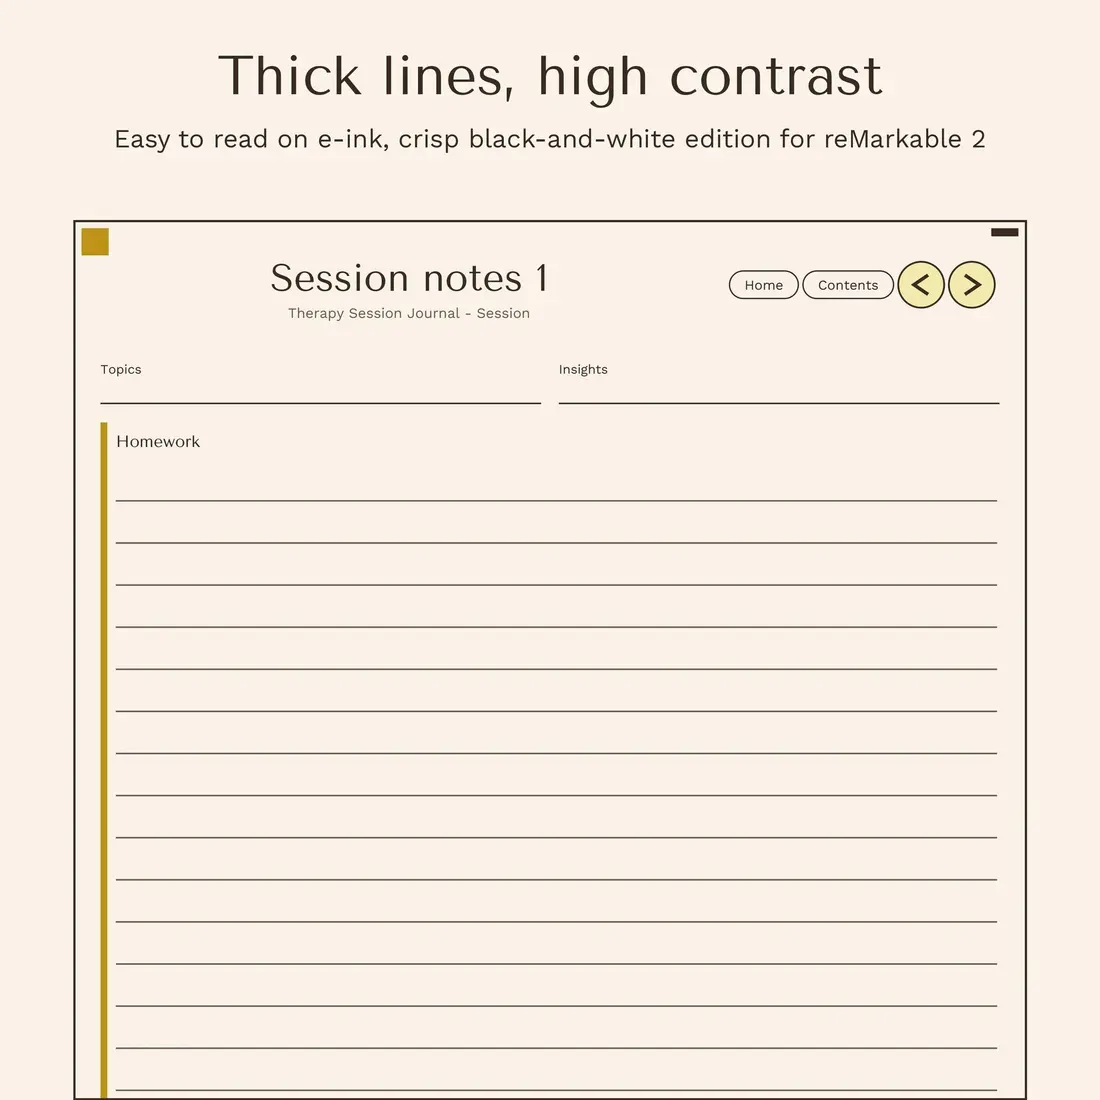 Thick lines, high contrast
Easy to read on e-ink, crisp black-and-white edition for reMarkable 2
Session notes 1
Therapy Session Journal - Session
Home
Contents
Topics
Insights
Homework